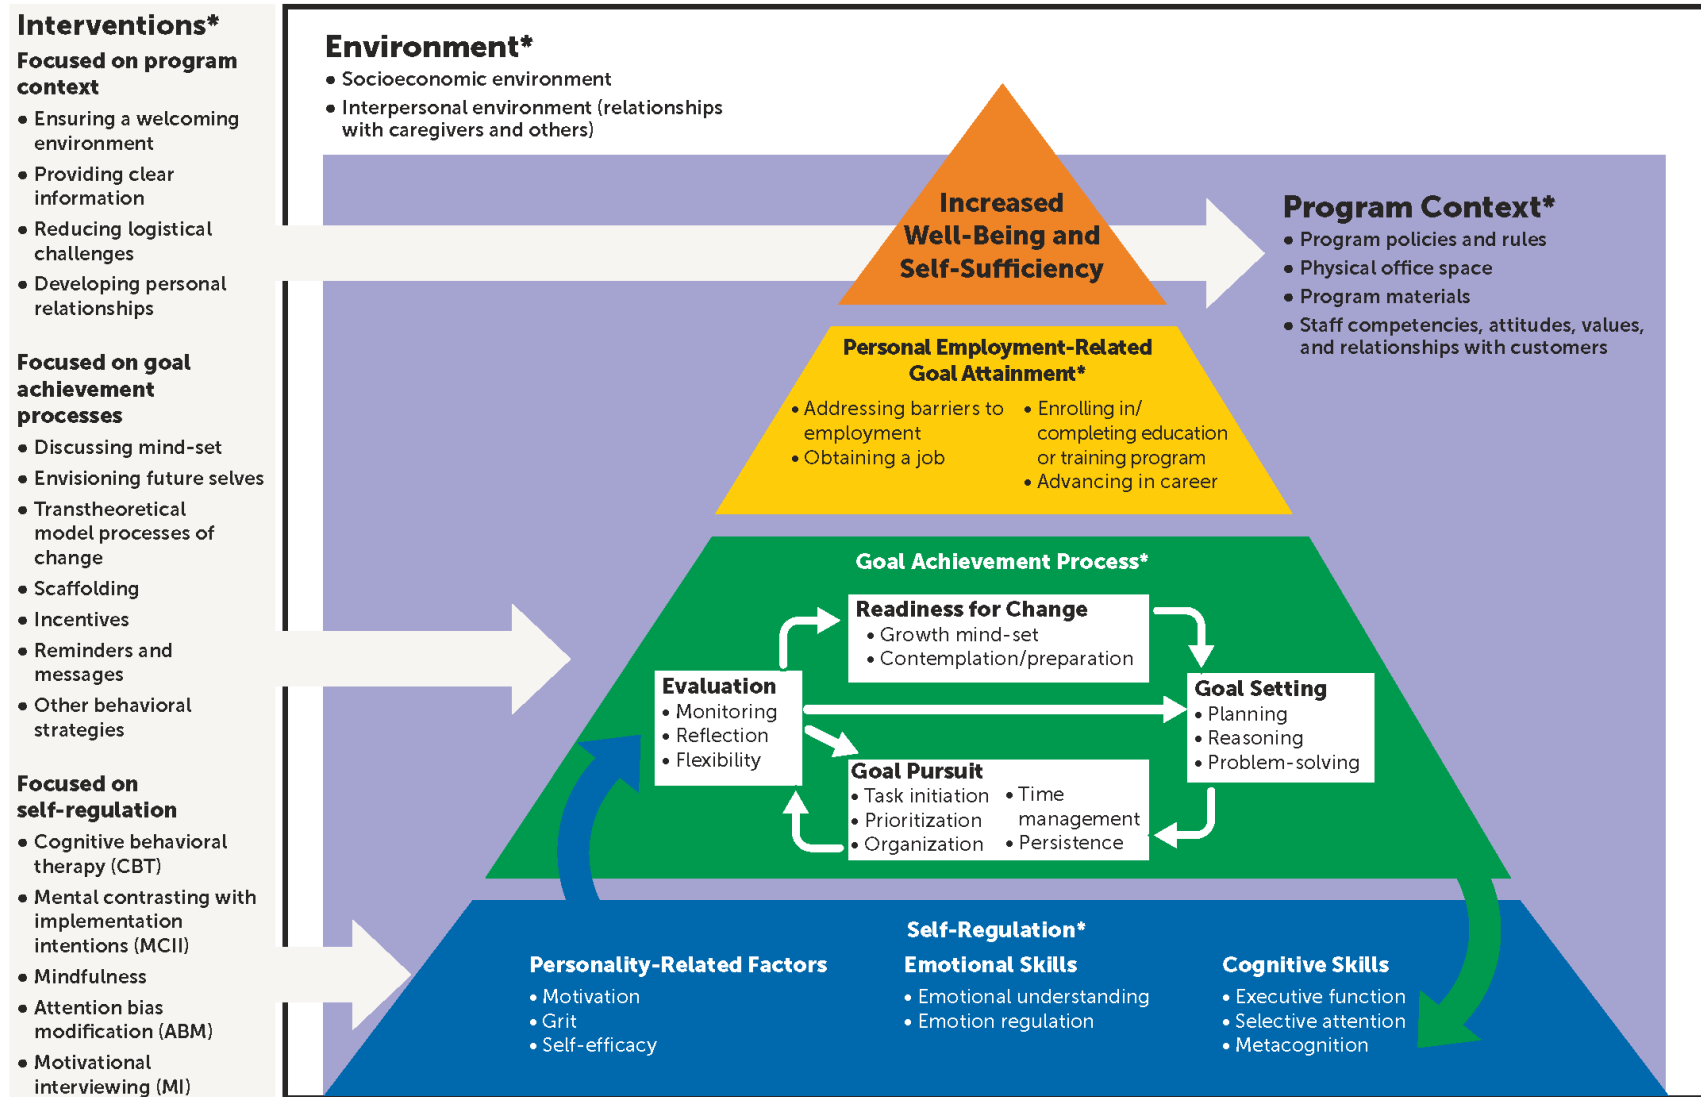 Interventions*
Focused on program
context
• Ensuring a welcoming
environment
• Providing clear
information
• Reducing logistical
challenges
• Developing personal
relationships
Focused on goal
achievement
processes
• Discussing mind-set
• Envisioning future selves
• Transtheoretical
model processes of
change
• Scaffolding
• Incentives
• Reminders and
messages
• Other behavioral
strategies
Focused on
self-regulation
• Cognitive behavioral
therapy (CBT)
• Mental contrasting with
implementation
intentions (MCII)
• Mindfulness
• Attention bias
modification (ABM)
• Motivational
interviewing (MI)
Environment*
• Socioeconomic environment
• Interpersonal environment (relationships
with caregivers and others)
Increased
Well-Being and
Self-Sufficiency
Program Context*
• Program policies and rules
• Physical office space
• Program materials
• Staff competencies, attitudes, values,
and relationships with customers
Personal Employment-Related
Goal Attainment*
• Addressing barriers to
employment
• Obtaining a job
• Enrolling in/
completing education
or training program
• Advancing in career
Goal Achievement Process*
Readiness for Change
• Growth mind-set
• Contemplation/preparation
Evaluation
• Monitoring
• Reflection
• Flexibility
Goal Setting
• Planning
• Reasoning
• Problem-solving
Goal Pursuit
• Task initiation
• Prioritization
• Organization
• Time
management
• Persistence
Self-Regulation*
Personality-Related Factors
• Motivation
• Grit
• Self-efficacy
Emotional Skills
• Emotional understanding
• Emotion regulation
Cognitive Skills
• Executive function
• Selective attention
• Metacognition